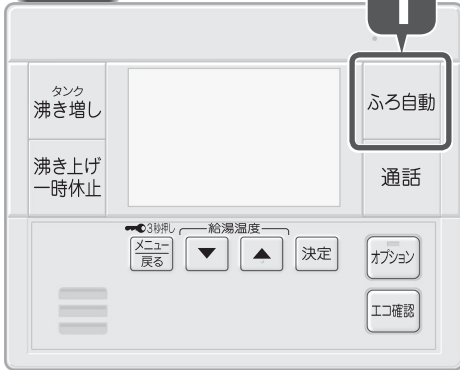 1
タンク
沸き増し
ふろ自動
沸き上げ
一時休止
通話
3秒押し
給湯温度
メニュー
戻る
▼
▲
決定
オプション
エコ確認